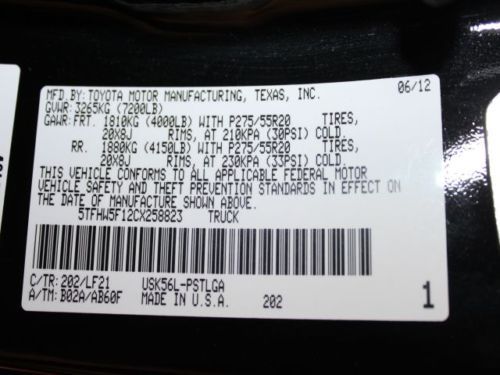 MFD. BY: TOYOTA MOTOR MANUFACTURING, TEXAS, INC. 06/12
GVWR: 3265KG (7200LB)
GAWR: FRT. 1810KG (4000LB) WITH P275/55R20 TIRES,
20X8J RIMS, AT 210KPA (30PSI) COLD.
RR. 1880KG (4150LB) WITH P275/55R20 TIRES,
20X8J RIMS, AT 230KPA (33PSI) COLD.
THIS VEHICLE CONFORMS TO ALL APPLICABLE FEDERAL MOTOR
VEHICLE SAFETY AND THEFT PREVENTION STANDARDS IN EFFECT ON
THE DATE OF MANUFACTURE SHOWN ABOVE.
5TFHW5F12CX258823 TRUCK
C/TR: 202/LF21 USK56L-PSTLGA
A/TM: B02A/AB60F MADE IN U.S.A. 202 1